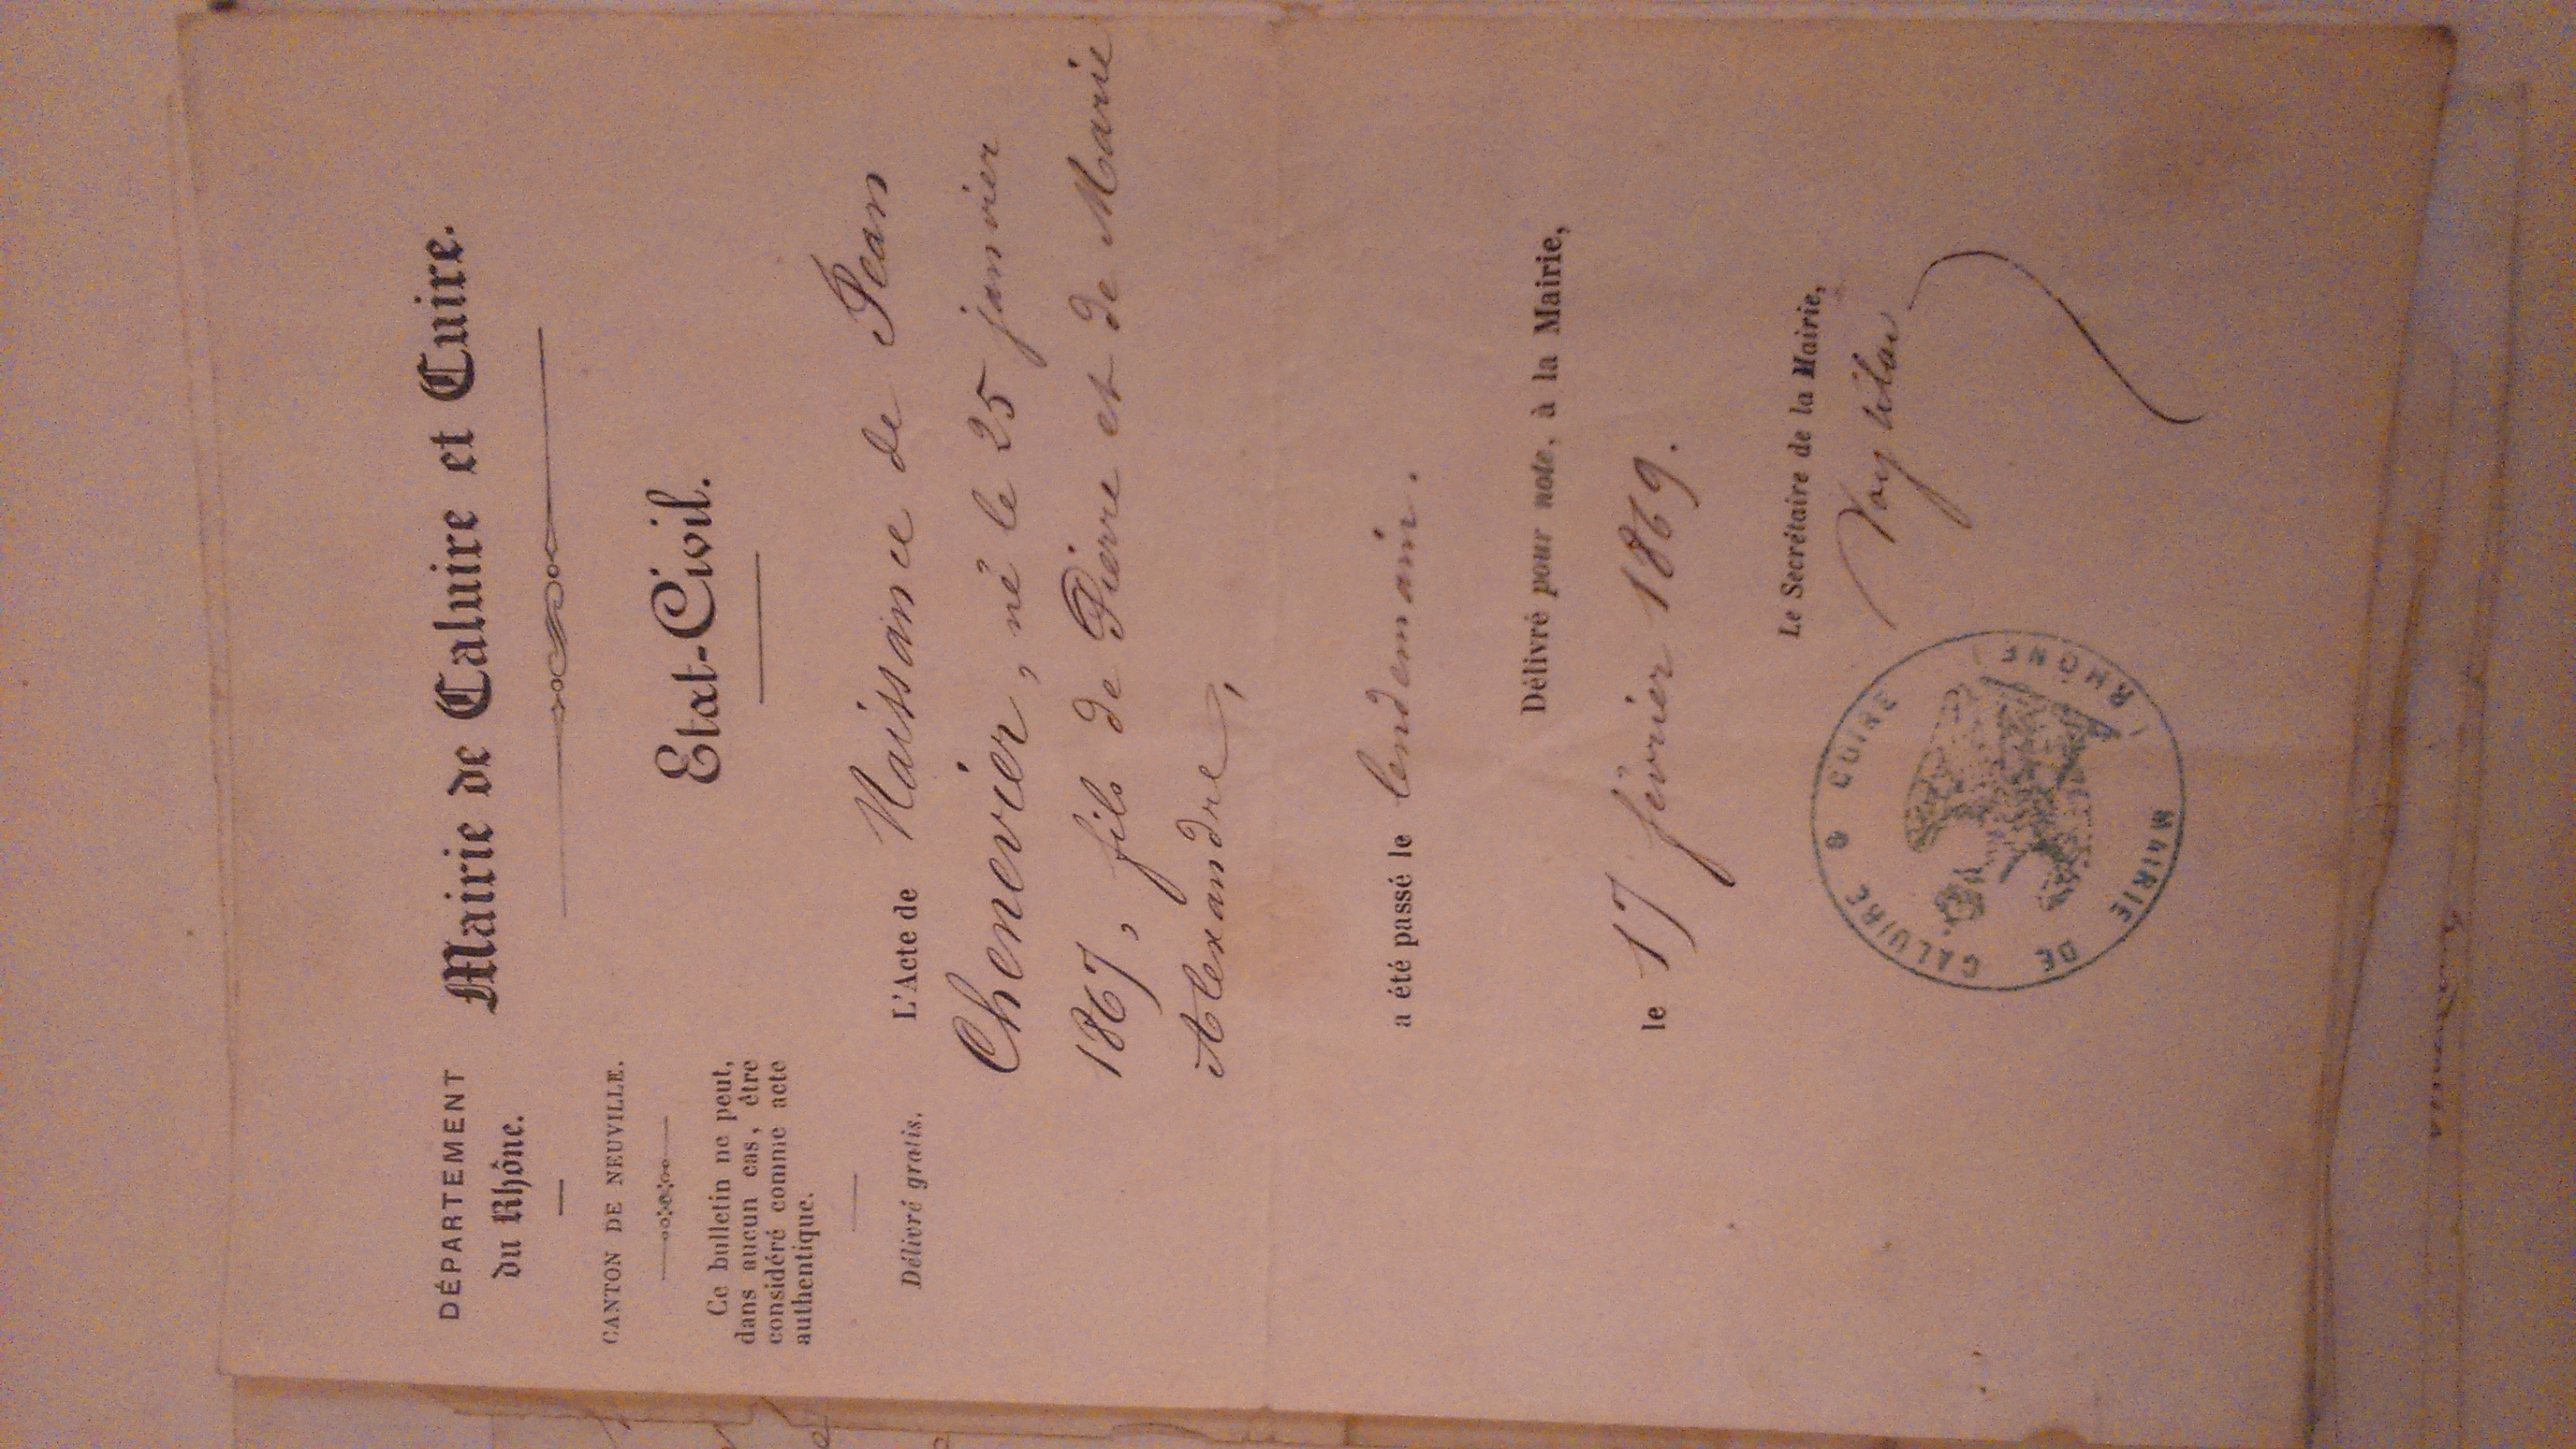 DÉPARTEMENT
du Rhône.
CANTON DE NEUVILLE.
Ce bulletin ne peut,
dans aucun cas, être
considéré comme acte
authentique.
Délivré gratis.
Mairie de Caluire et Cuire.
Etat-Civil.
L'Acte de Naissance de Jean
Chenevier, né le 25 janvier
1867, fils de Pierre et de Marie
Alexandre,
a été passé le lendemain.
Délivré pour note, à la Mairie,
le 17 février 1869.
Le Secrétaire de la Mairie,
MAIRIE DE CALUIRE & CUIRE
( RHONE )